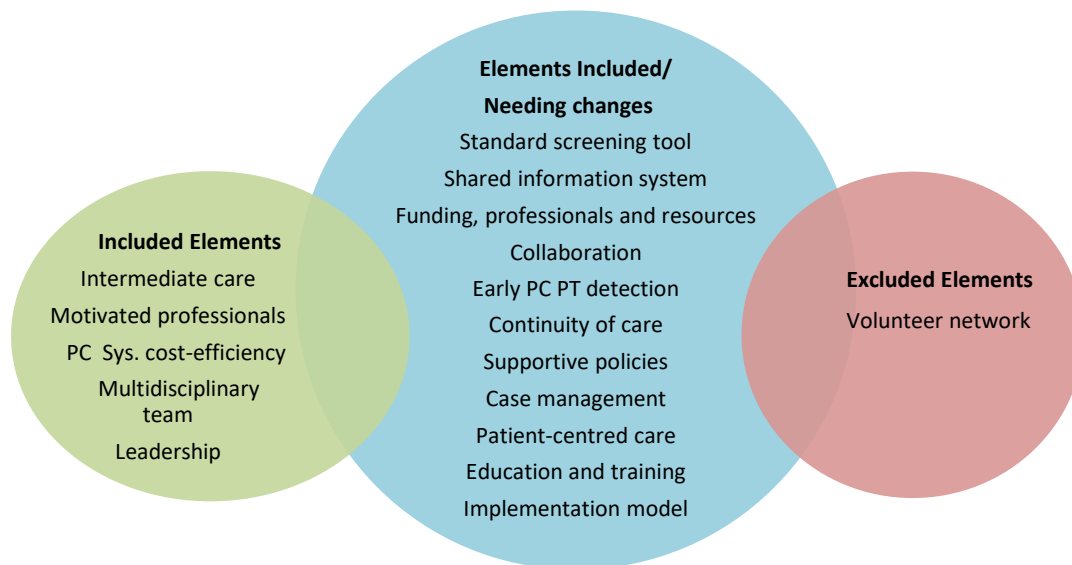 Included Elements
Intermediate care
Motivated professionals
PC Sys. cost-efficiency
Multidisciplinary
team
Leadership
Elements Included/
Needing changes
Standard screening tool
Shared information system
Funding, professionals and resources
Collaboration
Early PC PT detection
Continuity of care
Supportive policies
Case management
Patient-centred care
Education and training
Implementation model
Excluded Elements
Volunteer network